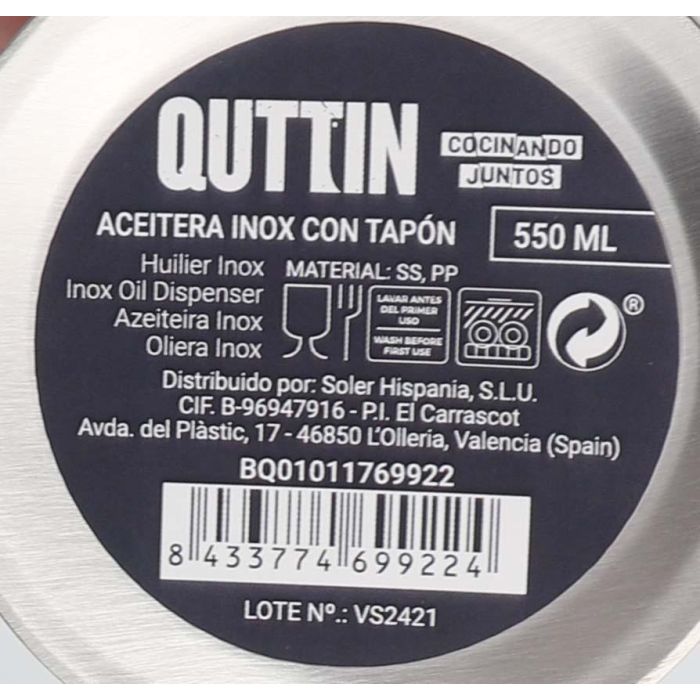 QUTTIN
COCINANDO
JUNTOS
ACEITERA INOX CON TAPÓN
550 ML
Huilier Inox
Inox Oil Dispenser
Azeiteira Inox
Oliera Inox
MATERIAL: SS, PP
LAVAR ANTES
DEL PRIMER
USO
WASH BEFORE
FIRST USE
®
Distribuido por: Soler Hispania, S.L.U.
CIF. B-96947916 - P.I. El Carrascot
Avda. del Plàstic, 17 - 46850 L'Olleria, Valencia (Spain)
BQ01011769922
8 433774 699224
LOTE Nº.: VS2421